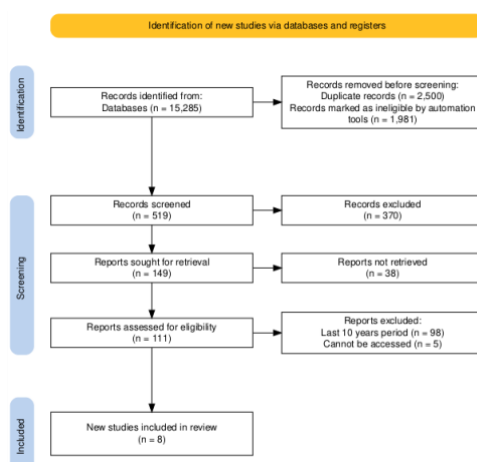 Identification of new studies via databases and registers
Identification
Records identified from:
Databases (n = 15,285)
Records removed before screening:
Duplicate records (n = 2,500)
Records marked as ineligible by automation
tools (n = 1,981)
Screening
Records screened
(n = 519)
Records excluded
(n = 370)
Reports sought for retrieval
(n = 149)
Reports not retrieved
(n = 38)
Reports assessed for eligibility
(n = 111)
Reports excluded:
Last 10 years period (n = 98)
Cannot be accessed (n = 5)
Included
New studies included in review
(n = 8)